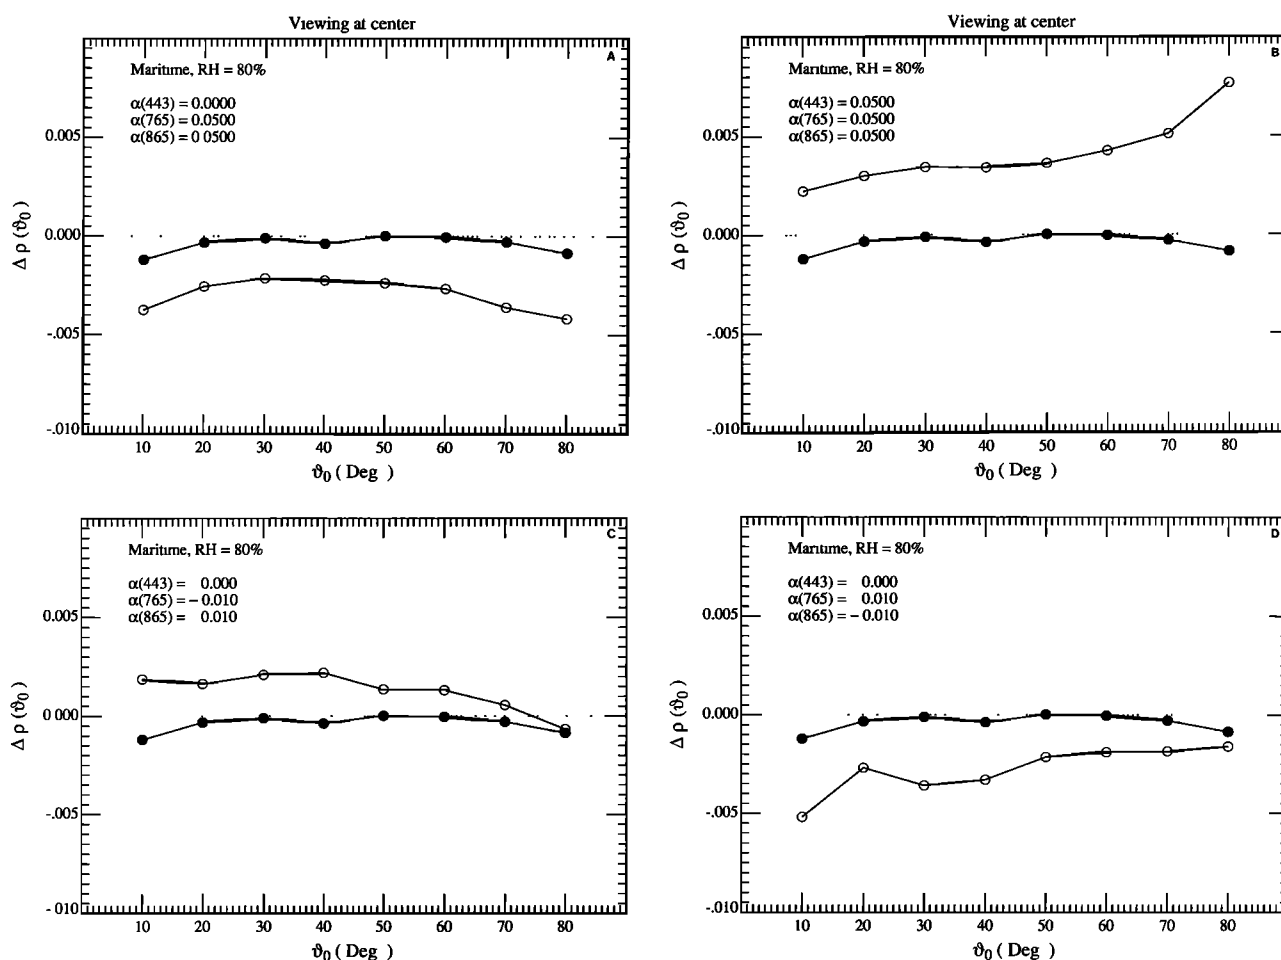 Viewing at center
A
Maritime, RH = 80%
α(443) = 0.0000
α(765) = 0.0500
α(865) = 0 0500
0.005
0.000
-.005
-.010
Δ ρ (ϑ0)
10 20 30 40 50 60 70 80
ϑ0 ( Deg )
Viewing at center
B
Maritime, RH = 80%
α(443) = 0.0500
α(765) = 0.0500
α(865) = 0.0500
0.005
0.000
-.005
-.010
Δ ρ (ϑ0)
10 20 30 40 50 60 70 80
ϑ0 ( Deg )
C
Maritime, RH = 80%
α(443) = 0.000
α(765) = − 0.010
α(865) = 0.010
0.005
0.000
-.005
- 010
Δ ρ (ϑ0)
10 20 30 40 50 60 70 80
ϑ0 ( Deg )
D
Maritime, RH = 80%
α(443) = 0.000
α(765) = 0.010
α(865) = − 0.010
0.005
0.000
-.005
-.010
Δ ρ (ϑ0)
10 20 30 40 50 60 70 80
ϑ0 ( Deg )